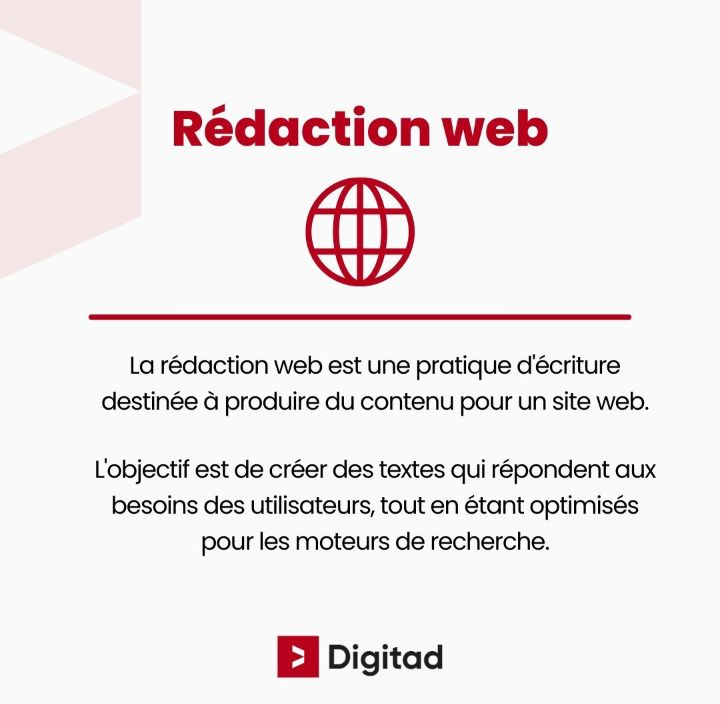 Rédaction web
La rédaction web est une pratique d'écriture
destinée à produire du contenu pour un site web.
L'objectif est de créer des textes qui répondent aux
besoins des utilisateurs, tout en étant optimisés
pour les moteurs de recherche.
Digitad